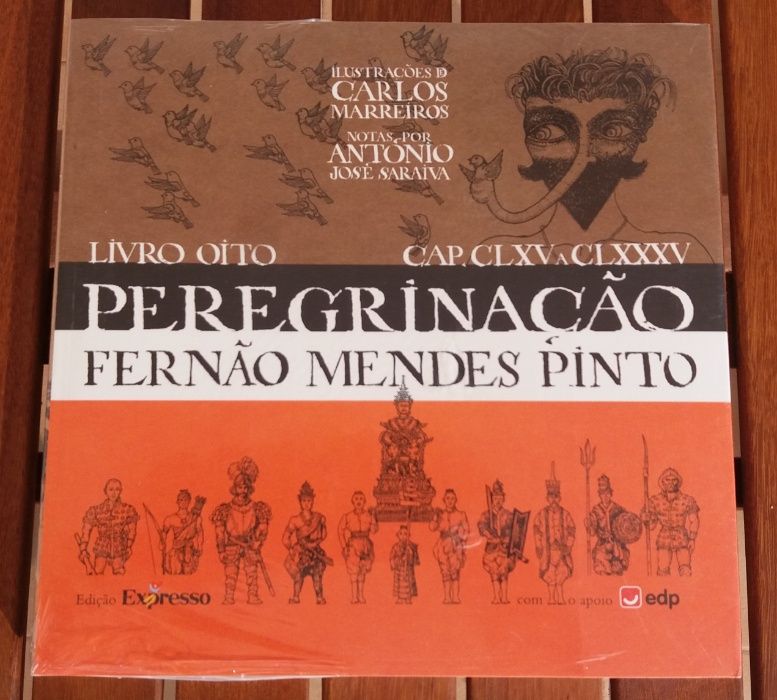 ILUSTRAÇÕES DE
CARLOS
MARREIROS
NOTAS POR
ANTÓNIO
JOSÉ SARAIVA
LIVRO OITO CAP. CLXV A CLXXXV
PEREGRINAÇÃO
FERNÃO MENDES PINTO
Edição Expresso com o apoio edp